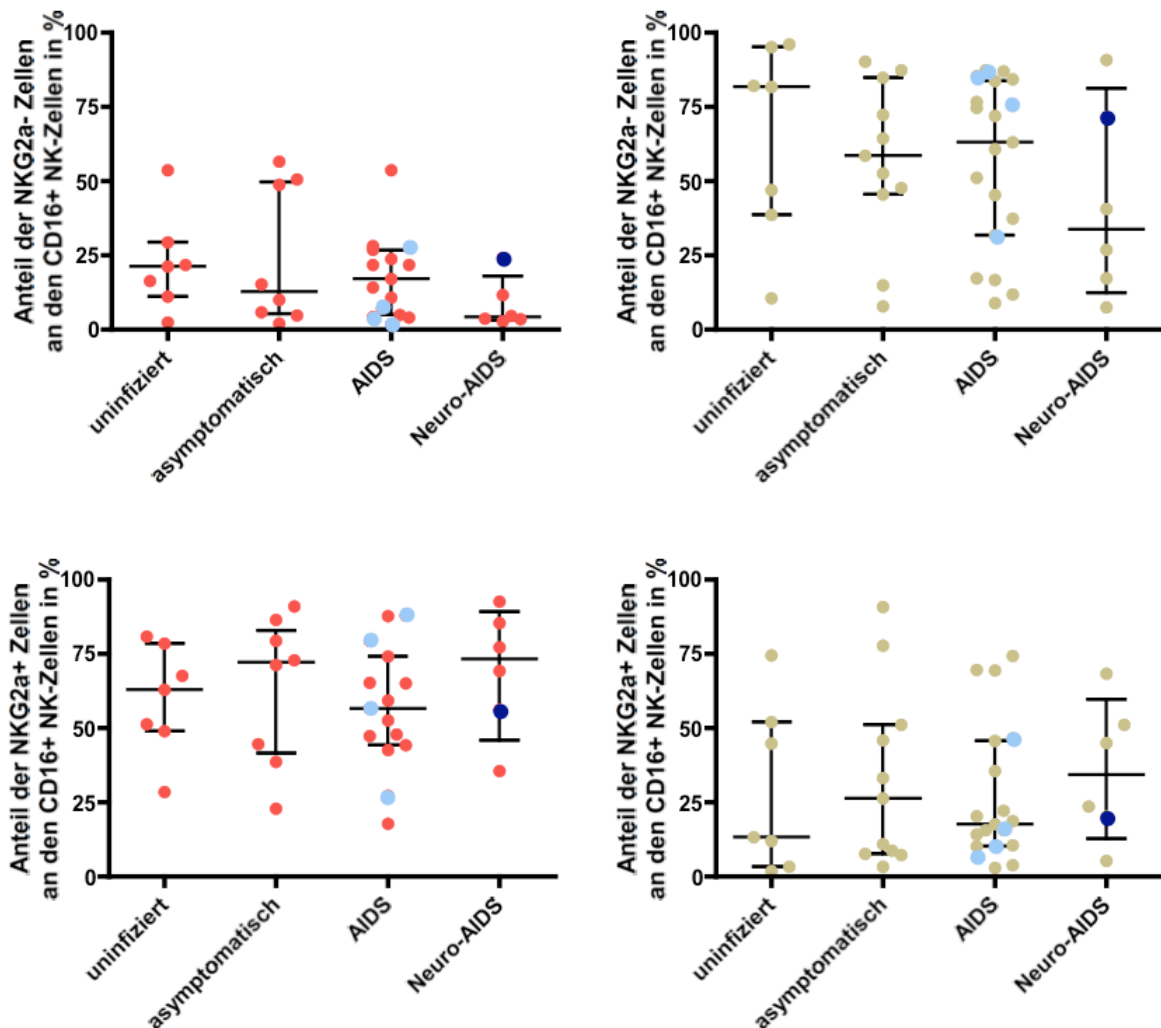 Anteil der NKG2a- Zellen
an den CD16+ NK-Zellen in %
100
75
50
25
0
uninfiziert
asymptomatisch
AIDS
Neuro-AIDS
Anteil der NKG2a- Zellen
an den CD16+ NK-Zellen in %
100
75
50
25
0
uninfiziert
asymptomatisch
AIDS
Neuro-AIDS
Anteil der NKG2a+ Zellen
an den CD16+ NK-Zellen in %
100
75
50
25
0
uninfiziert
asymptomatisch
AIDS
Neuro-AIDS
Anteil der NKG2a+ Zellen
an den CD16+ NK-Zellen in %
100
75
50
25
0
uninfiziert
asymptomatisch
AIDS
Neuro-AIDS